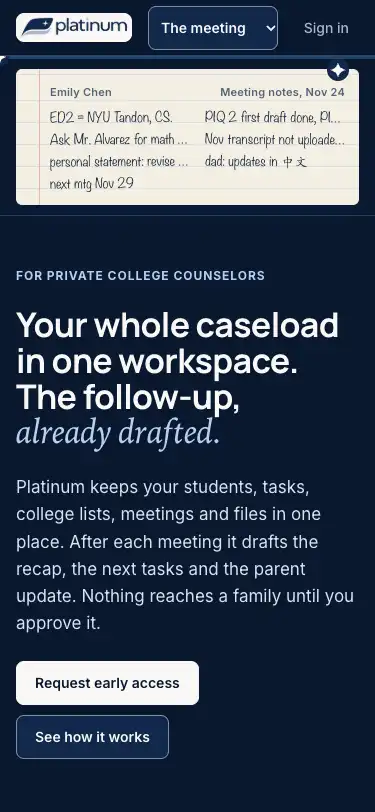 platinum
The meeting
Sign in
Emily Chen
Meeting notes, Nov 24
ED2 = NYU Tandon, CS.
Ask Mr. Alvarez for math ...
personal statement: revise ...
next mtg Nov 29
PIQ 2 first draft done, PI...
Nov transcript not uploade...
dad: updates in 中文
FOR PRIVATE COLLEGE COUNSELORS
Your whole caseload
in one workspace.
The follow-up,
already drafted.
Platinum keeps your students, tasks,
college lists, meetings and files in one
place. After each meeting it drafts the
recap, the next tasks and the parent
update. Nothing reaches a family until you
approve it.
Request early access
See how it works